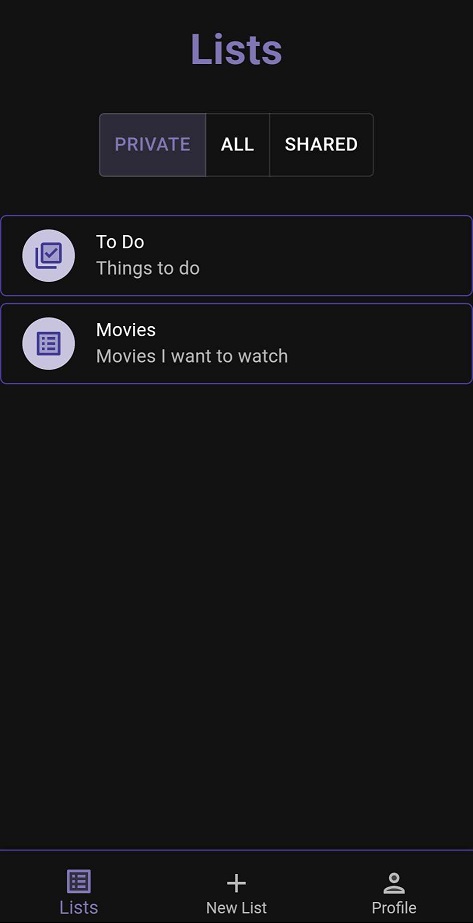 Lists
PRIVATE ALL SHARED
To Do
Things to do
Movies
Movies I want to watch
Lists New List Profile